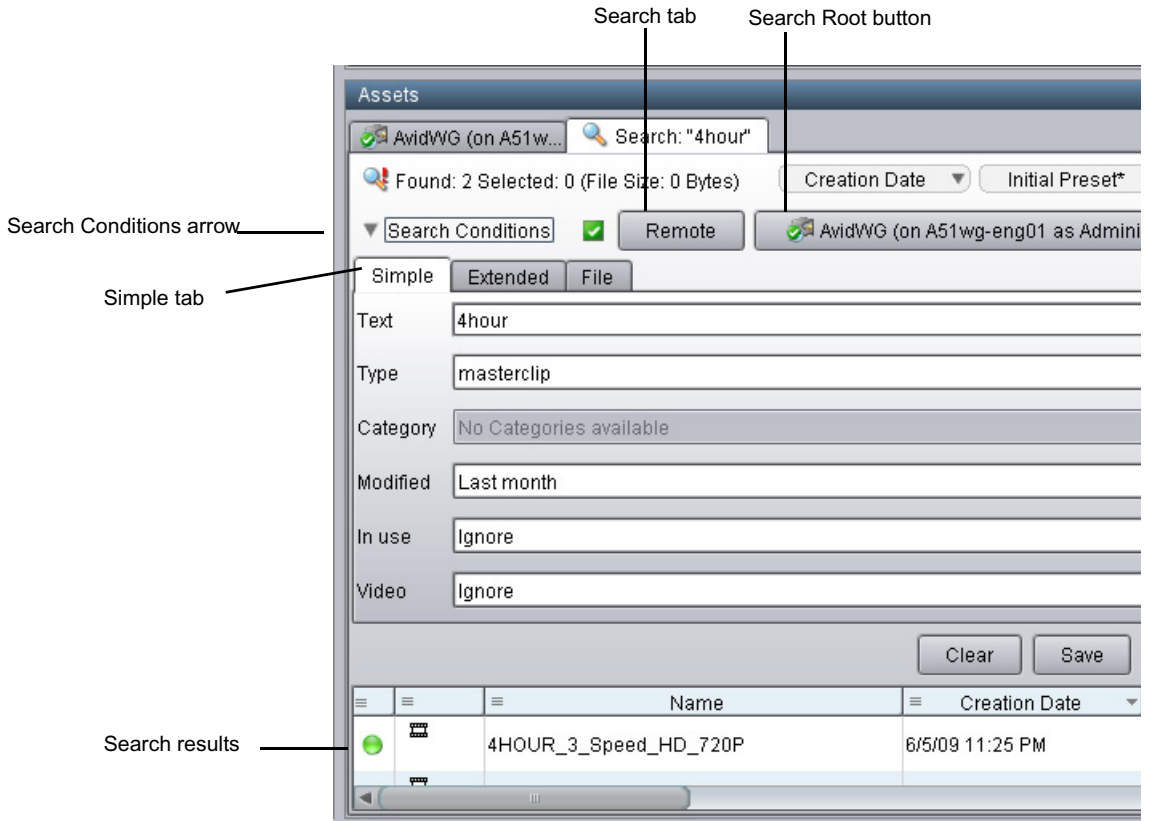 Search tab
Search Root button
Assets
AvidWG (on A51w...
Search: "4hour"
Found: 2 Selected: 0 (File Size: 0 Bytes)
Creation Date
Initial Preset*
Search Conditions arrow
Search Conditions
Remote
AvidWG (on A51wg-eng01 as Admini
Simple tab
Simple
Extended
File
Text
4hour
Type
masterclip
Category
No Categories available
Modified
Last month
In use
Ignore
Video
Ignore
Clear
Save
Name
Creation Date
Search results
4HOUR_3_Speed_HD_720P
6/5/09 11:25 PM